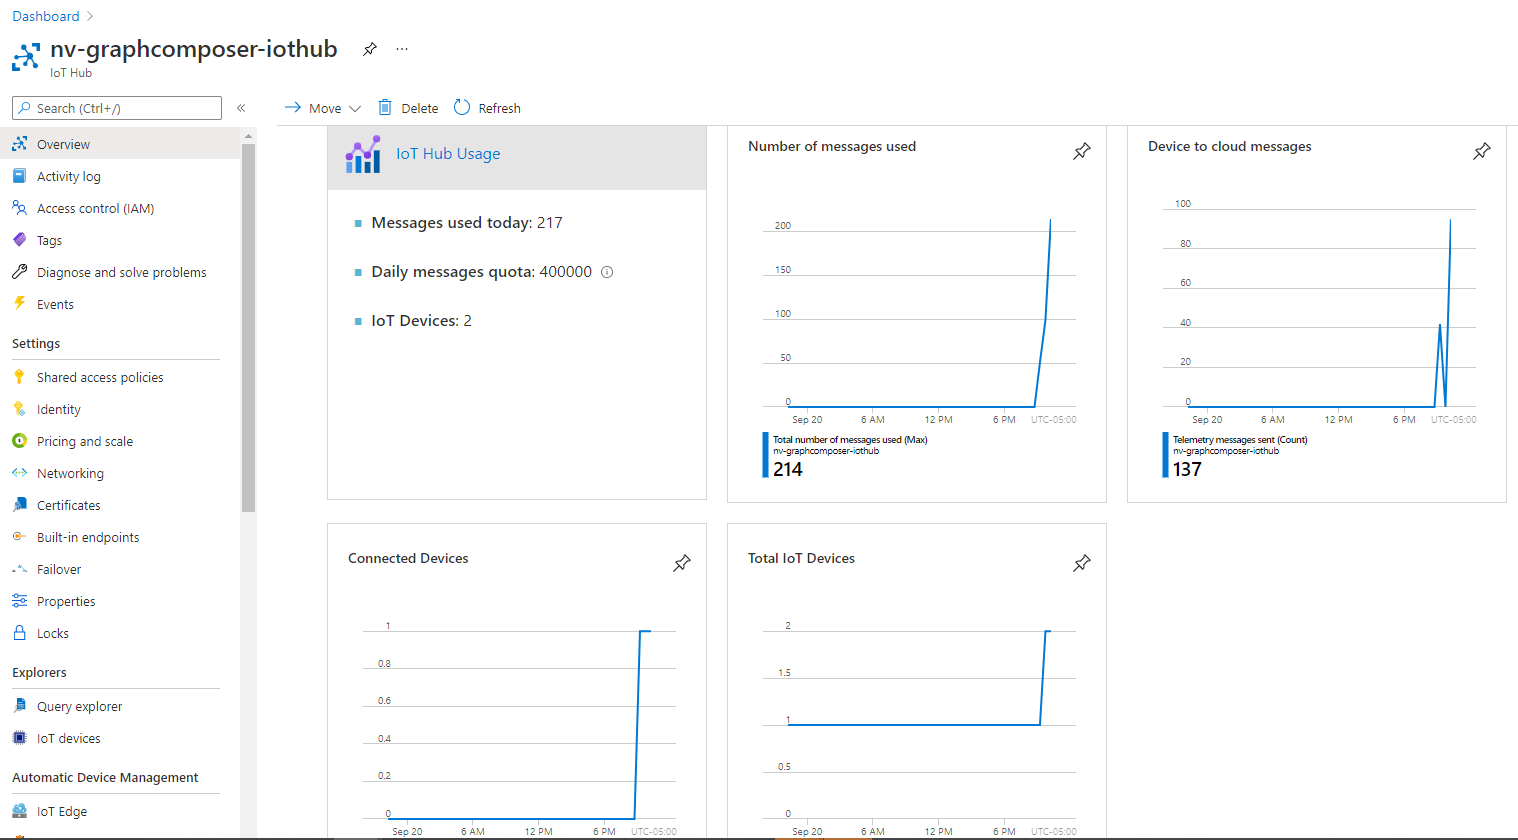 Dashboard
nv-graphcomposer-iothub
IoT Hub
Search (Ctrl+/)
Move
Delete
Refresh
Overview
Activity log
Access control (IAM)
Tags
Diagnose and solve problems
Events
Settings
Shared access policies
Identity
Pricing and scale
Networking
Certificates
Built-in endpoints
Failover
Properties
Locks
Explorers
Query explorer
IoT devices
Automatic Device Management
IoT Edge
IoT Hub Usage
Messages used today: 217
Daily messages quota: 400000
IoT Devices: 2
Number of messages used
200
150
100
50
0
Sep 20 6 AM 12 PM 6 PM UTC-05:00
Total number of messages used (Max)
nv-graphcomposer-iothub
214
Device to cloud messages
100
80
60
40
20
0
Sep 20 6 AM 12 PM 6 PM UTC-05:00
Telemetry messages sent (Count)
nv-graphcomposer-iothub
137
Connected Devices
1
0.8
0.6
0.4
0.2
0
Sep 20 6 AM 12 PM 6 PM UTC-05:00
Total IoT Devices
2
1.5
1
0.5
0
Sep 20 6 AM 12 PM 6 PM UTC-05:00